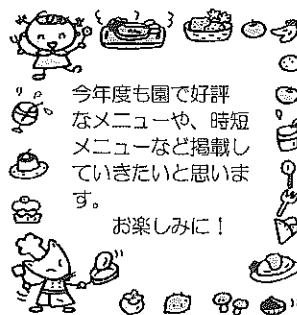 今年度も園で好評
なメニューや、時短
メニューなど掲載し
ていきたいと思いま
す。
お楽しみに！